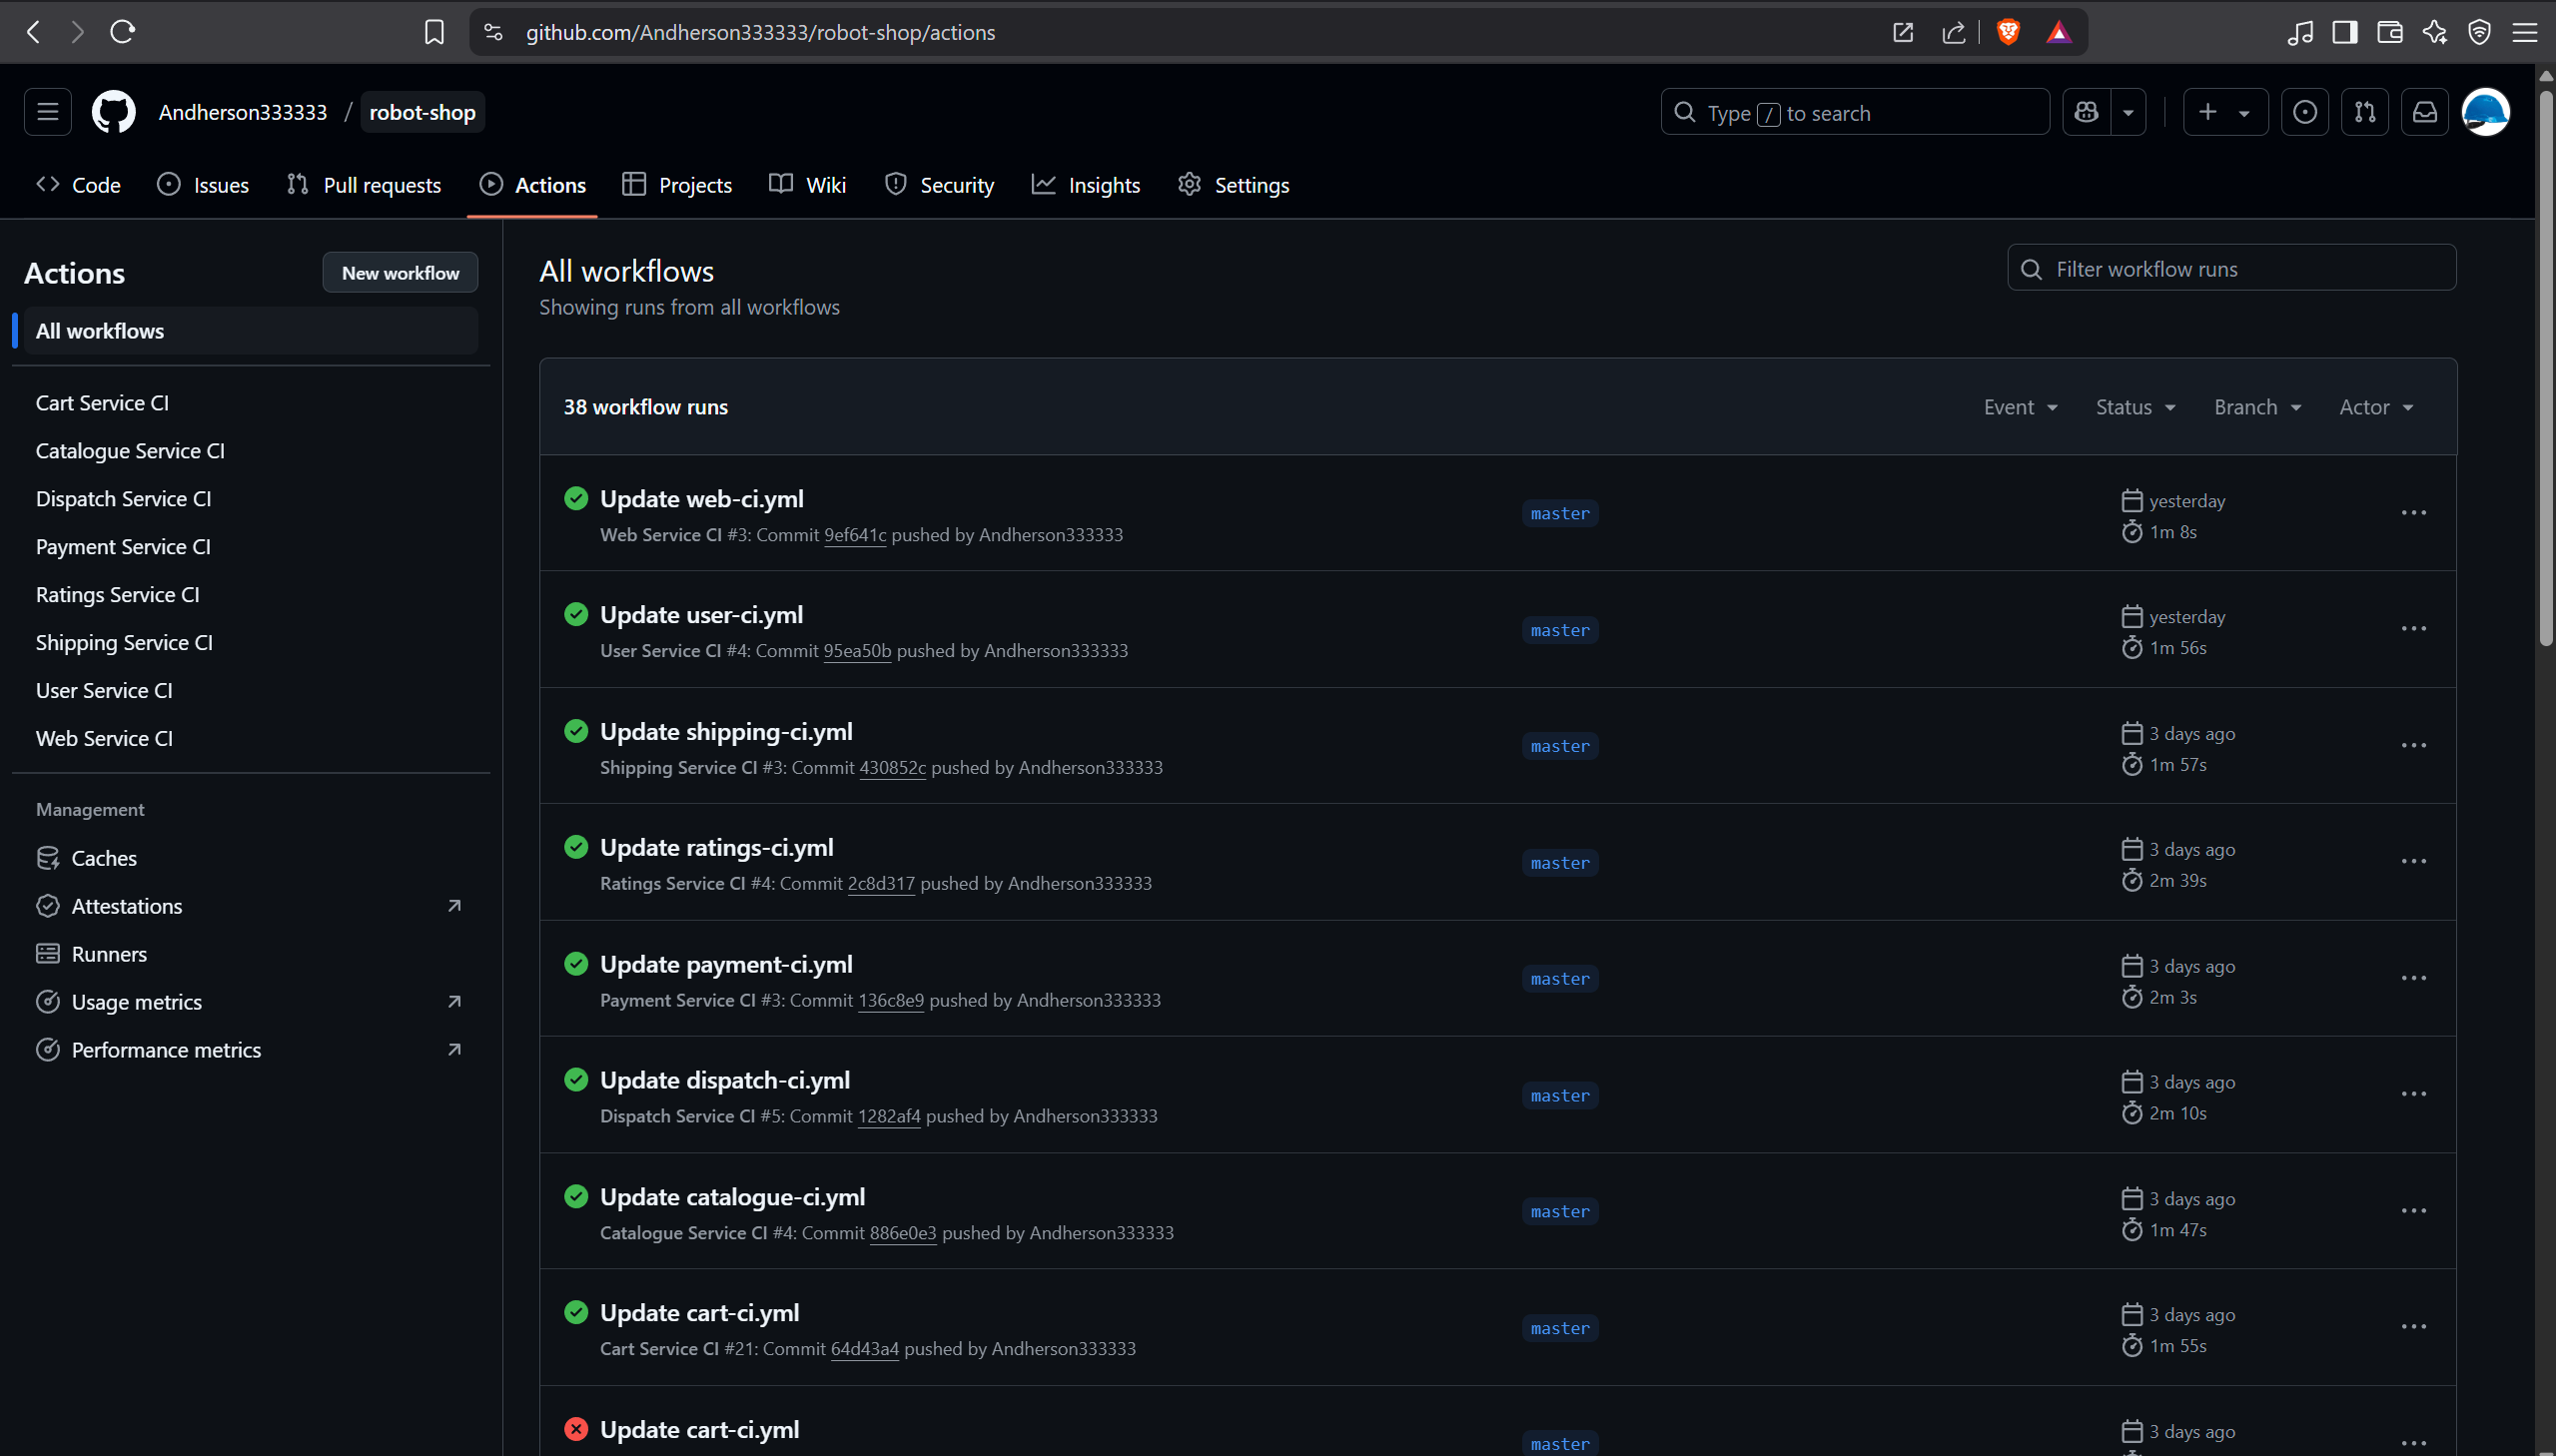 github.com/Andherson333333/robot-shop/actions
Andherson333333 / robot-shop
Type / to search
Code Issues Pull requests Actions Projects Wiki Security Insights Settings
Actions
New workflow
All workflows
Cart Service CI
Catalogue Service CI
Dispatch Service CI
Payment Service CI
Ratings Service CI
Shipping Service CI
User Service CI
Web Service CI
Management
Caches
Attestations
Runners
Usage metrics
Performance metrics
All workflows
Showing runs from all workflows
Filter workflow runs
38 workflow runs
Event Status Branch Actor
Update web-ci.yml
Web Service CI #3: Commit 9ef641c pushed by Andherson333333
master
yesterday
1m 8s
Update user-ci.yml
User Service CI #4: Commit 95ea50b pushed by Andherson333333
master
yesterday
1m 56s
Update shipping-ci.yml
Shipping Service CI #3: Commit 430852c pushed by Andherson333333
master
3 days ago
1m 57s
Update ratings-ci.yml
Ratings Service CI #4: Commit 2c8d317 pushed by Andherson333333
master
3 days ago
2m 39s
Update payment-ci.yml
Payment Service CI #3: Commit 136c8e9 pushed by Andherson333333
master
3 days ago
2m 3s
Update dispatch-ci.yml
Dispatch Service CI #5: Commit 1282af4 pushed by Andherson333333
master
3 days ago
2m 10s
Update catalogue-ci.yml
Catalogue Service CI #4: Commit 886e0e3 pushed by Andherson333333
master
3 days ago
1m 47s
Update cart-ci.yml
Cart Service CI #21: Commit 64d43a4 pushed by Andherson333333
master
3 days ago
1m 55s
Update cart-ci.yml
master
3 days ago